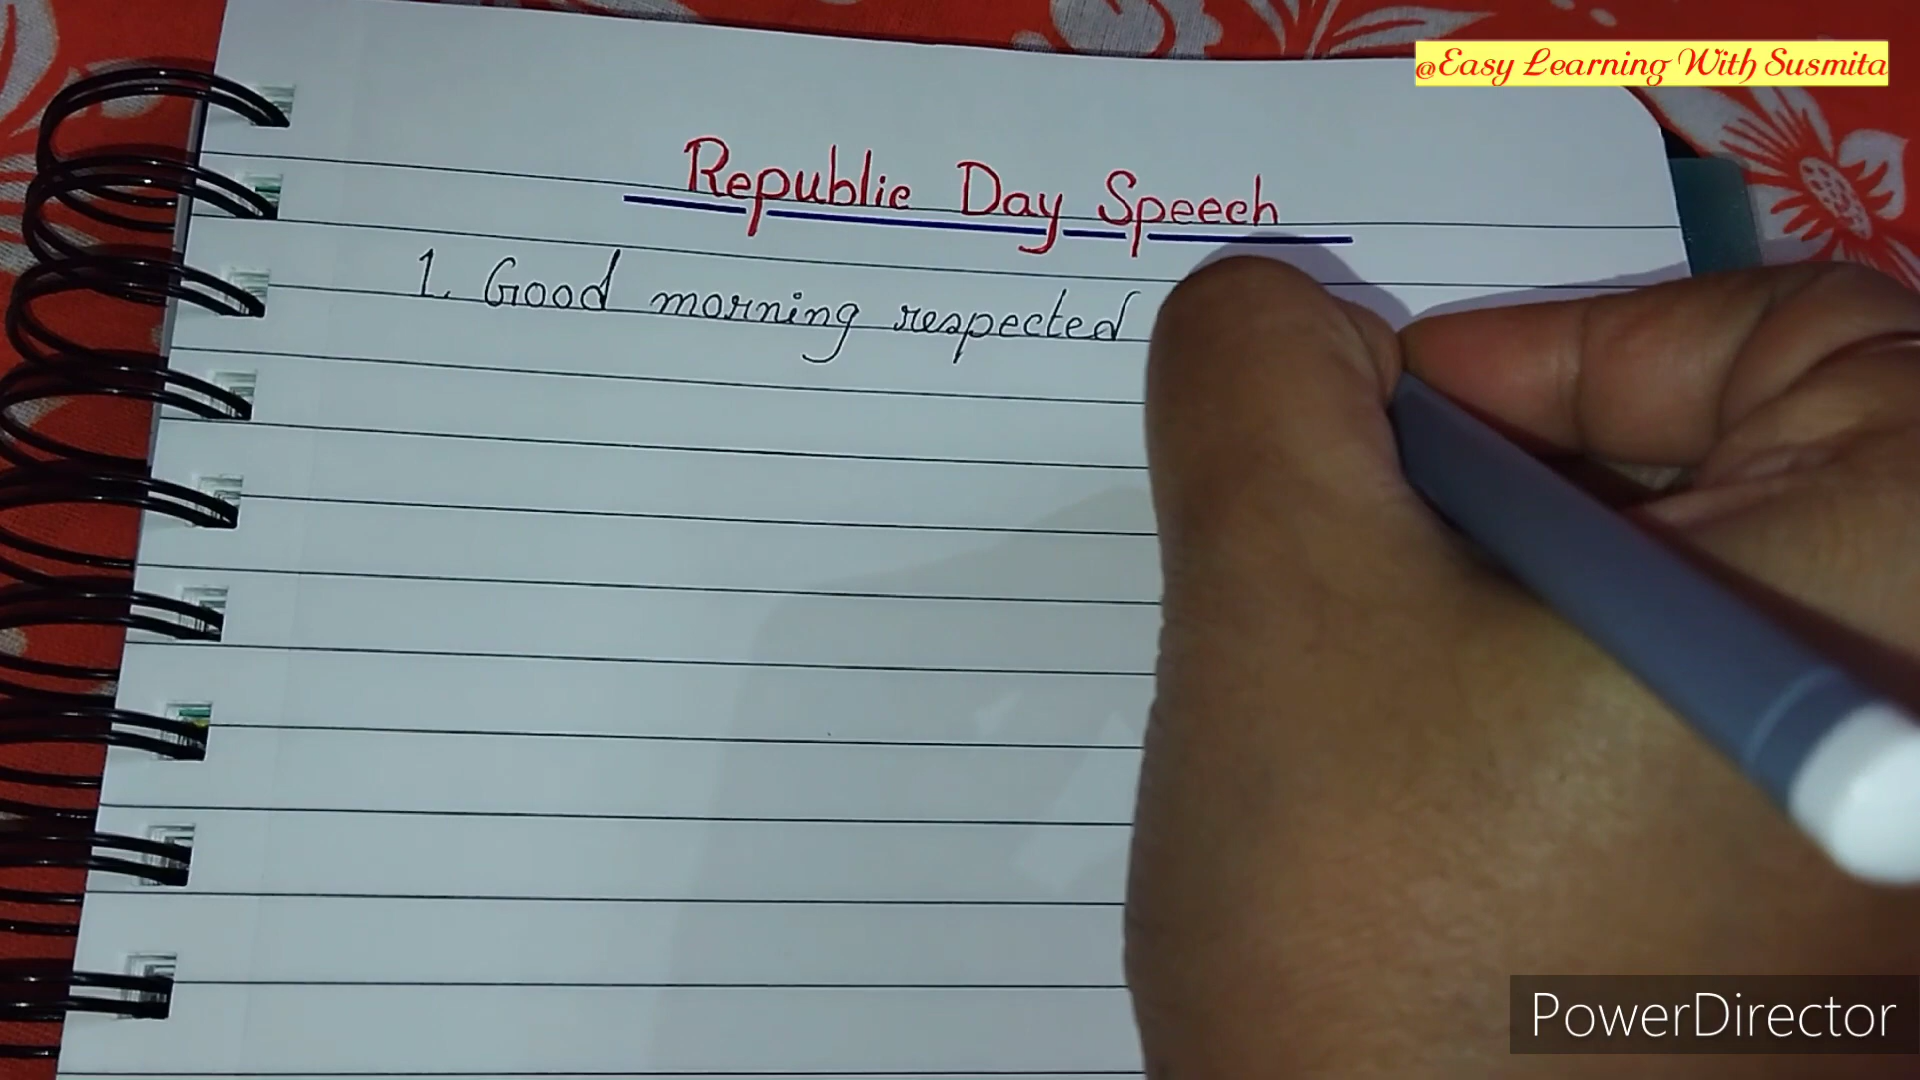 @Easy Learning With Susmita
Republic Day Speech
1. Good morning respected
PowerDirector